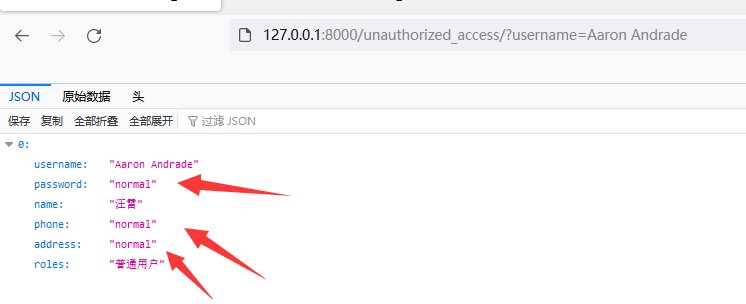 127.0.0.1:8000/unauthorized_access/?username=Aaron Andrade
JSON 原始数据 头
保存 复制 全部折叠 全部展开 过滤 JSON
0:
username: "Aaron Andrade"
password: "normal"
name: "汪雪"
phone: "normal"
address: "normal"
roles: "普通用户"